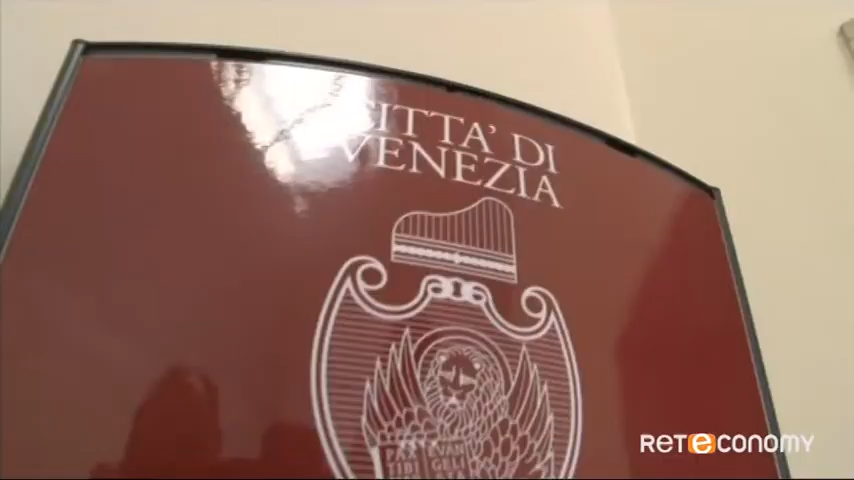 CITTA' DI
VENEZIA
PAX EVAN
TIBI GELI
RETECONOMY